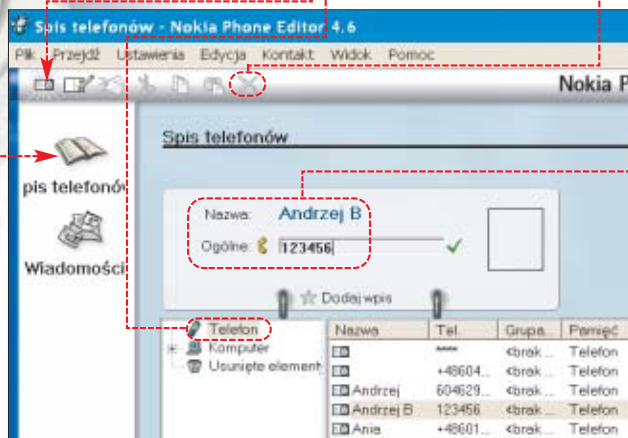 Spis telefonów - Nokia Phone Editor 4.6
Plik Przejdź Ustawienia Edycja Kontakt Widok Pomoc
Nokia P
Spis telefonów
pis telefonów
Wiadomości
Nazwa: Andrzej B
Ogólne: 123456
Dodaj wpis
Telefon
Komputer
Usunięte element
Nazwa Tel. Grupa... Pamięć
**** <brak... Telefon
+48604... <brak... Telefon
Andrzej 604629... <brak... Telefon
Andrzej B 123456 <brak... Telefon
Ania +48601... <brak... Telefon